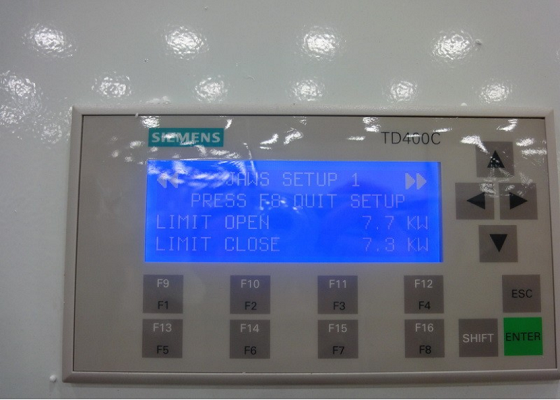 SIEMENS
TD400C
JAWS SETUP 1
PRESS F8 QUIT SETUP
LIMIT OPEN 7.7 KW
LIMIT CLOSE 7.3 KW
F9 F10 F11 F12
F1 F2 F3 F4
ESC
F13 F14 F15 F16
F5 F6 F7 F8
SHIFT ENTER